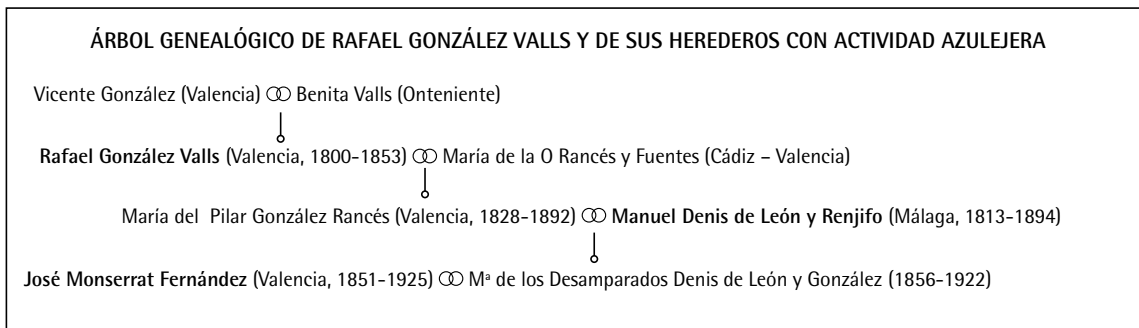 ÁRBOL GENEALÓGICO DE RAFAEL GONZÁLEZ VALLS Y DE SUS HEREDEROS CON ACTIVIDAD AZULEJERA
Vicente González (Valencia) ⚭ Benita Valls (Onteniente)
Rafael González Valls (Valencia, 1800-1853) ⚭ María de la O Rancés y Fuentes (Cádiz – Valencia)
María del Pilar González Rancés (Valencia, 1828-1892) ⚭ Manuel Denis de León y Renjifo (Málaga, 1813-1894)
José Monserrat Fernández (Valencia, 1851-1925) ⚭ Mª de los Desamparados Denis de León y González (1856-1922)